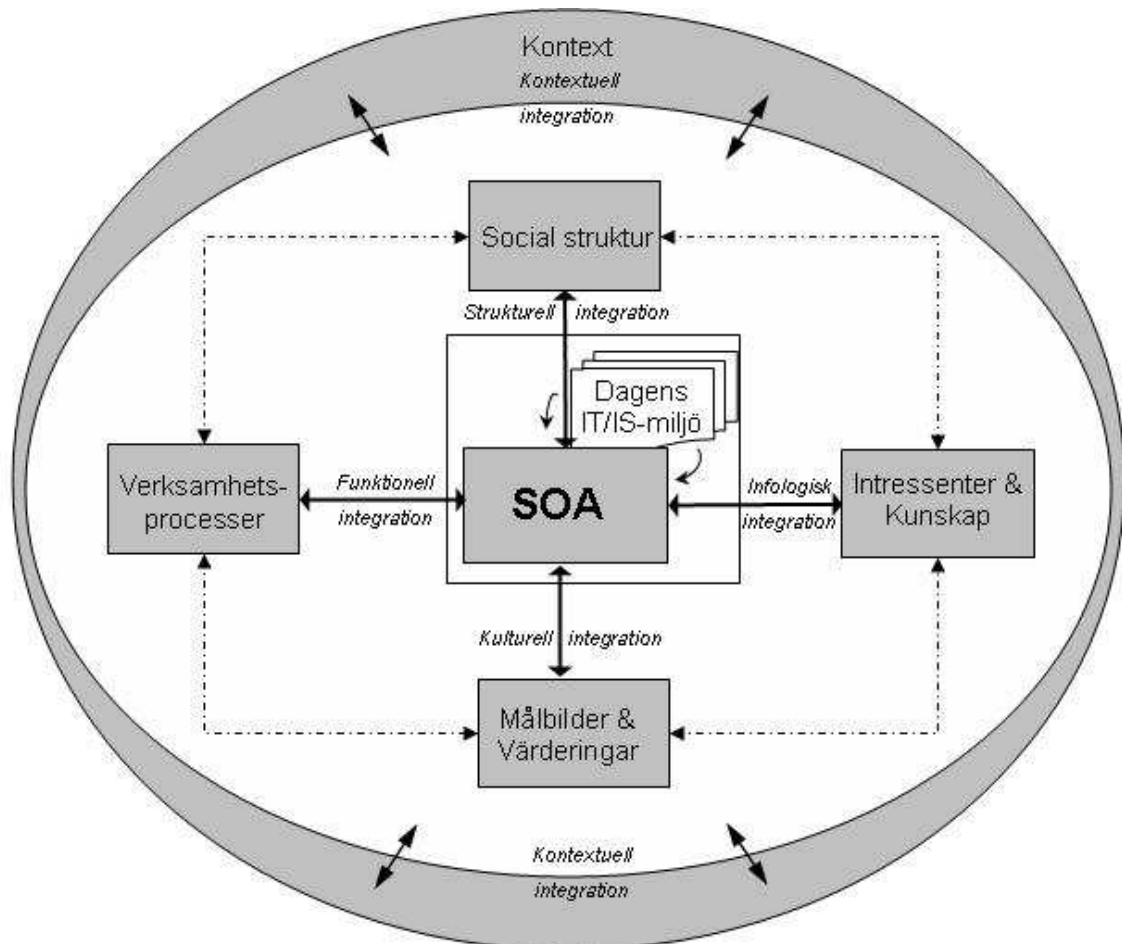 Kontext
Kontextuell
integration
Social struktur
Strukturell integration
Dagens
IT/IS-miljö
Verksamhets-
processer
Funktionell
integration
SOA
Infologisk
integration
Intressenter &
Kunskap
Kulturell integration
Målbilder &
Värderingar
Kontextuell
integration